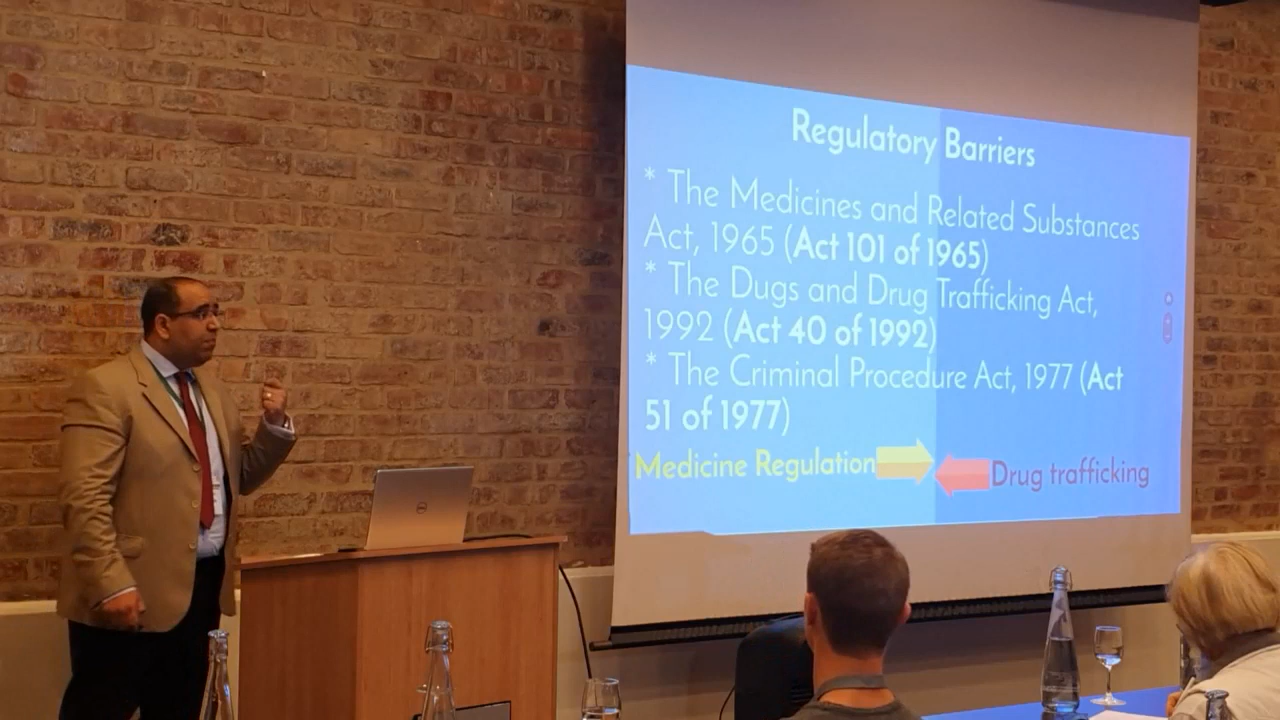 Regulatory Barriers
* The Medicines and Related Substances
Act, 1965 (Act 101 of 1965)
* The Dugs and Drug Trafficking Act,
1992 (Act 40 of 1992)
* The Criminal Procedure Act, 1977 (Act
51 of 1977)
Medicine Regulation Drug trafficking
DELL